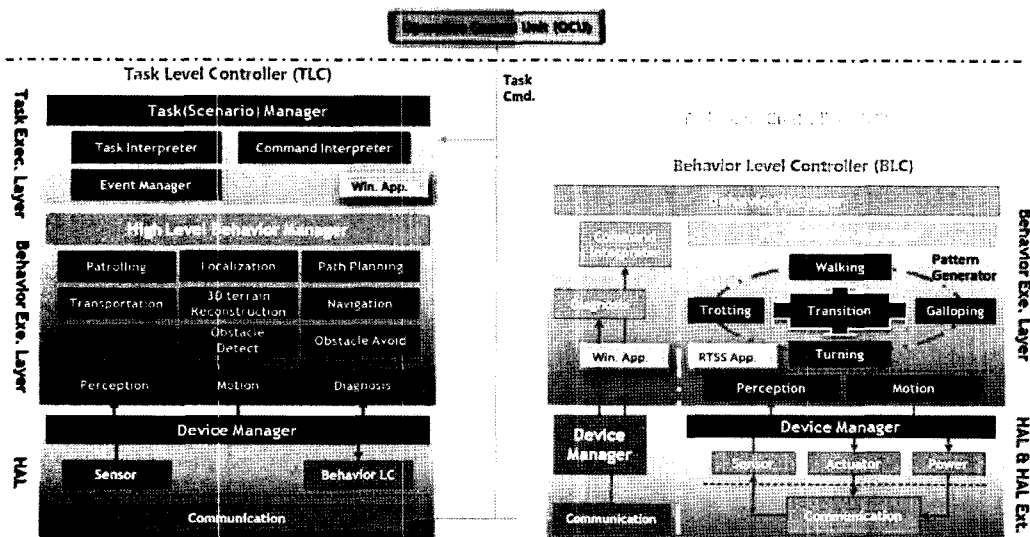 Unit (OCU)
Task Level Controller (TLC)
Task
Cmd.
Task Exec. Layer
Task(Scenario) Manager
Task Interpreter
Command Interpreter
Event Manager
Win. App.
Behavior Exe. Layer
High Level Behavior Manager
Patrolling
Localization
Path Planning
Transportation
3D terrain
Reconstruction
Navigation
Obstacle
Detect
Obstacle Avoid
Perception
Motion
Diagnosis
HAL
Device Manager
Sensor
Behavior LC
Communication
Behavior Level Controller (BLC)
Behavior Exe. Layer
Command
Pattern
Generator
Walking
Trotting
Transition
Galloping
Turning
Win. App.
RTSS App.
Perception
Motion
HAL & HAL Ext.
Device
Manager
Device Manager
Sensor
Actuator
Power
Communication
Communication